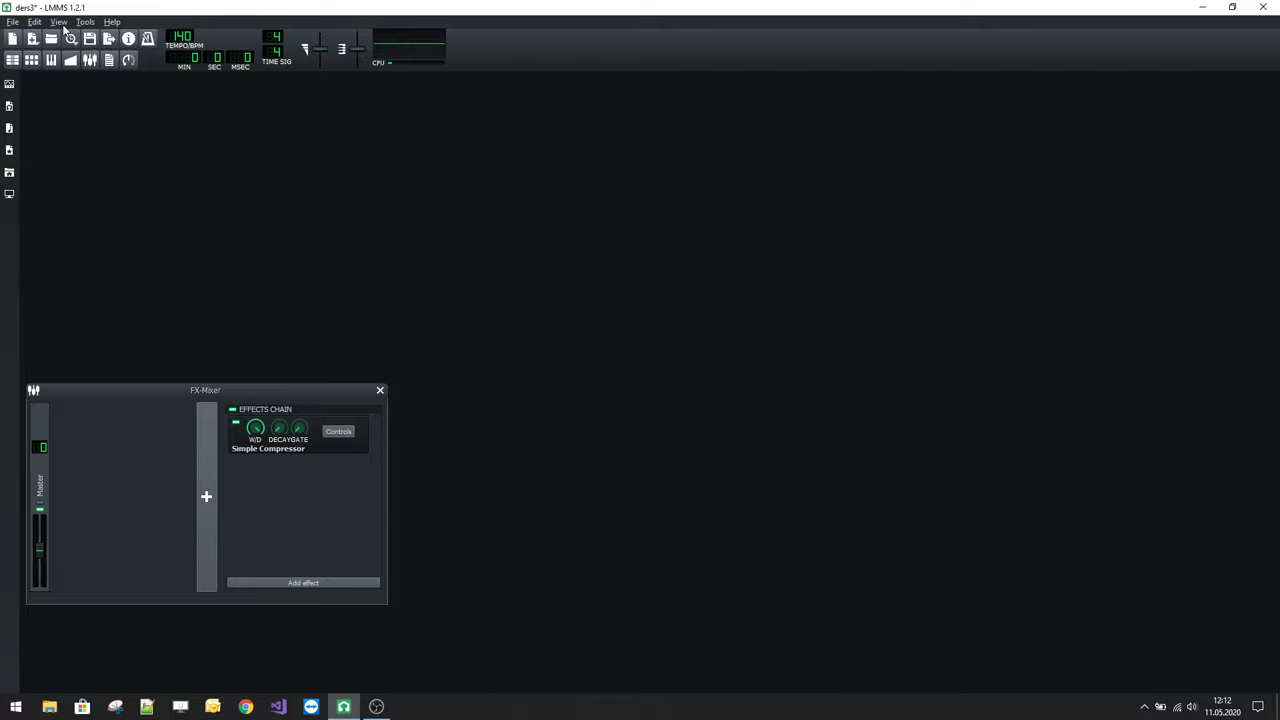 ders3* - LMMS 1.2.1
File Edit View Tools Help
140
TEMPO/BPM
4
4
TIME SIG
0 0 0
MIN SEC MSEC
CPU
FX-Mixer
0
Master
EFFECTS CHAIN
W/D DECAY GATE
Controls
Simple Compressor
Add effect
12:12
11.05.2020